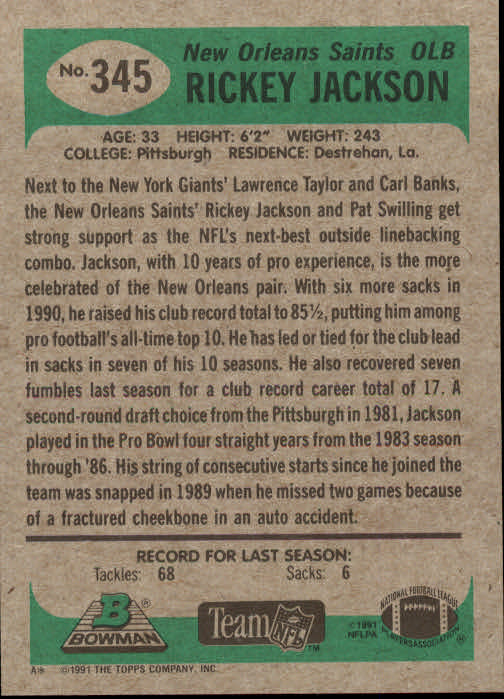 New Orleans Saints OLB
No. 345 RICKEY JACKSON
AGE: 33 HEIGHT: 6'2" WEIGHT: 243
COLLEGE: Pittsburgh RESIDENCE: Destrehan, La.
Next to the New York Giants' Lawrence Taylor and Carl Banks,
the New Orleans Saints' Rickey Jackson and Pat Swilling get
strong support as the NFL's next-best outside linebacking
combo. Jackson, with 10 years of pro experience, is the more
celebrated of the New Orleans pair. With six more sacks in
1990, he raised his club record total to 85½, putting him among
pro football's all-time top 10. He has led or tied for the club lead
in sacks in seven of his 10 seasons. He also recovered seven
fumbles last season for a club record career total of 17. A
second-round draft choice from the Pittsburgh in 1981, Jackson
played in the Pro Bowl four straight years from the 1983 season
through '86. His string of consecutive starts since he joined the
team was snapped in 1989 when he missed two games because
of a fractured cheekbone in an auto accident.
RECORD FOR LAST SEASON:
Tackles: 68 Sacks: 6
B ®
BOWMAN
Team NFL ™
©1991
NFLPA
NATIONAL FOOTBALL LEAGUE
PLAYERS ASSOCIATION ®
A* ©1991 THE TOPPS COMPANY, INC.